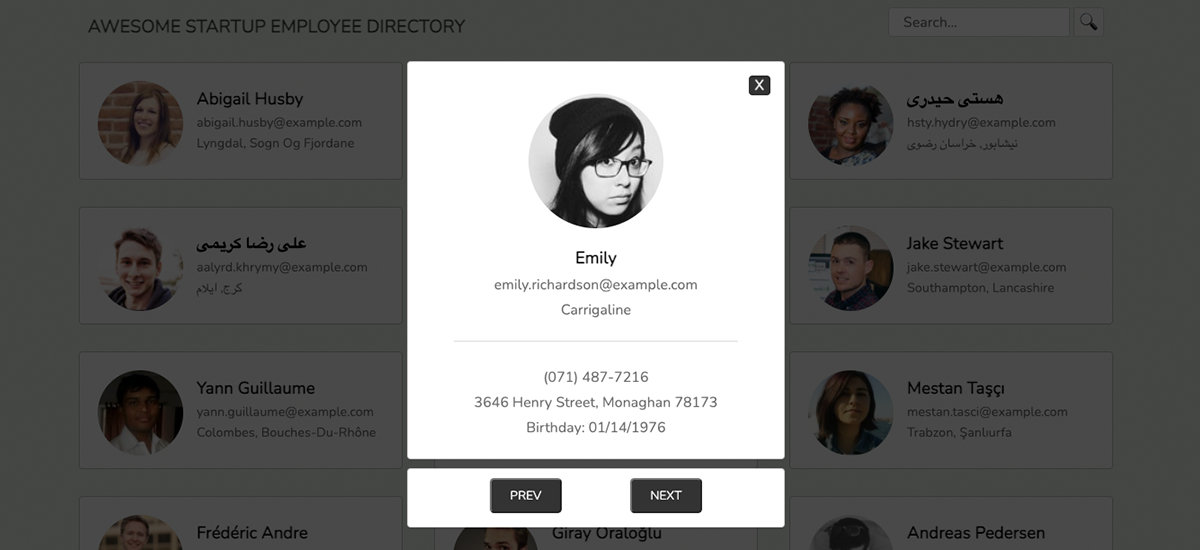 AWESOME STARTUP EMPLOYEE DIRECTORY
Search...
Abigail Husby
abigail.husby@example.com
Lyngdal, Sogn Og Fjordane
X
Emily
emily.richardson@example.com
Carrigaline
(071) 487-7216
3646 Henry Street, Monaghan 78173
Birthday: 01/14/1976
PREV
NEXT
هستی حیدری
hsty.hydry@example.com
نیشابور, خراسان رضوی
علی رضا کریمی
aalyrd.khrymy@example.com
کرج, ایلام
Jake Stewart
jake.stewart@example.com
Southampton, Lancashire
Yann Guillaume
yann.guillaume@example.com
Colombes, Bouches-Du-Rhône
Mestan Taşçı
mestan.tasci@example.com
Trabzon, Şanlıurfa
Frédéric Andre
Giray Oraloğlu
Andreas Pedersen